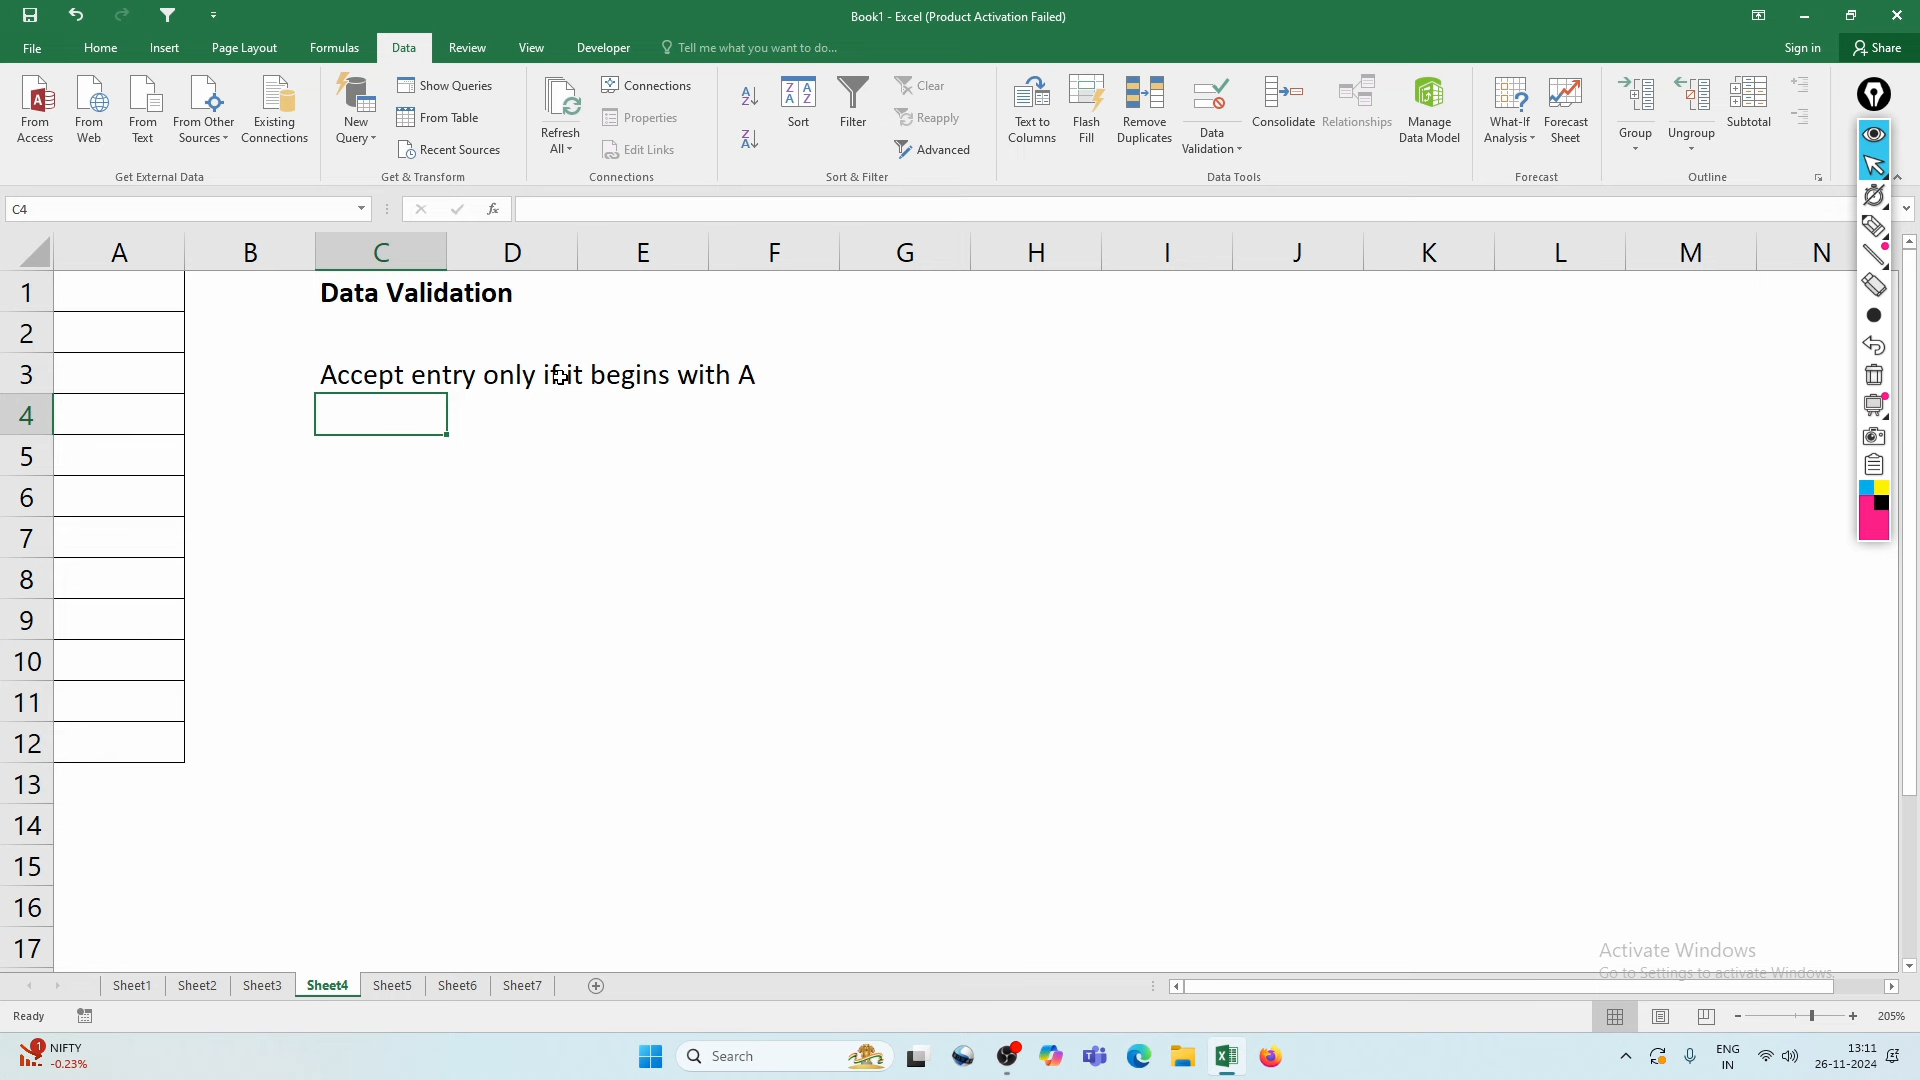 Book1 - Excel (Product Activation Failed)
File
Home
Insert
Page Layout
Formulas
Data
Review
View
Developer
Tell me what you want to do...
Sign in
Share
From Access
From Web
From Text
From Other Sources
Existing Connections
Get External Data
New Query
Show Queries
From Table
Recent Sources
Get & Transform
Refresh All
Connections
Properties
Edit Links
Connections
Sort
Filter
Clear
Reapply
Advanced
Sort & Filter
Text to Columns
Flash Fill
Remove Duplicates
Data Validation
Consolidate
Relationships
Manage Data Model
Data Tools
What-If Analysis
Forecast Sheet
Forecast
Group
Ungroup
Subtotal
Outline
C4
fx
A B C D E F G H I J K L M N
1 Data Validation
2
3 Accept entry only if it begins with A
4
5
6
7
8
9
10
11
12
13
14
15
16
17
Activate Windows
Go to Settings to activate Windows.
Sheet1 Sheet2 Sheet3 Sheet4 Sheet5 Sheet6 Sheet7
Ready
205%
1
NIFTY
-0.23%
Search
ENG
IN
13:11
26-11-2024